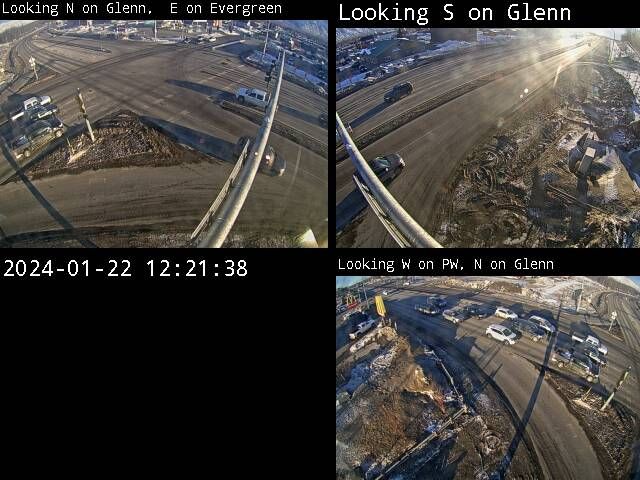 Looking N on Glenn,  E on Evergreen
Looking S on Glenn
2024-01-22 12:21:38
Looking W on PW, N on Glenn